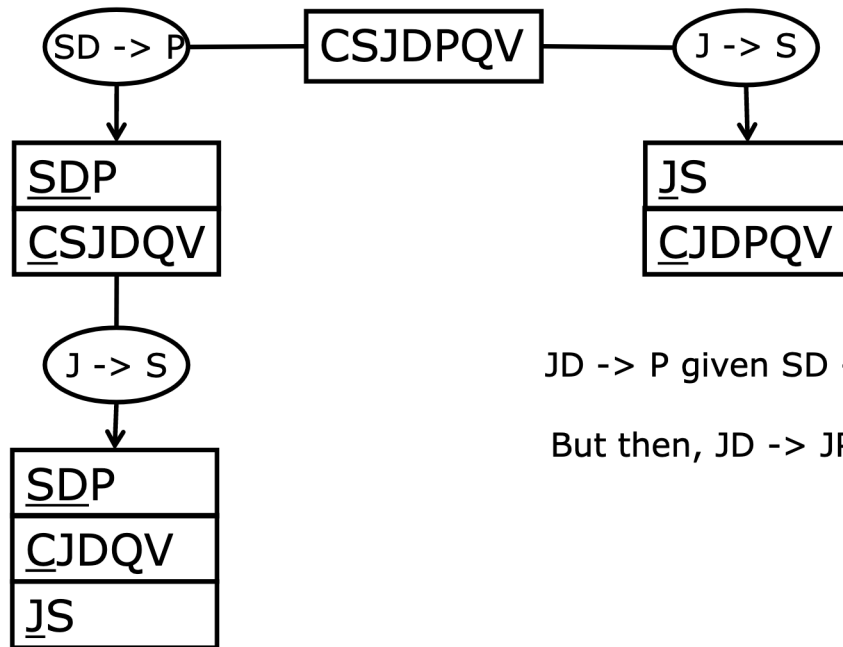 SD -> P
CSJDPQV
J -> S
SDP
CSJDQV
JS
CJDPQV
J -> S
JD -> P given SD -
But then, JD -> JP
SDP
CJDQV
JS